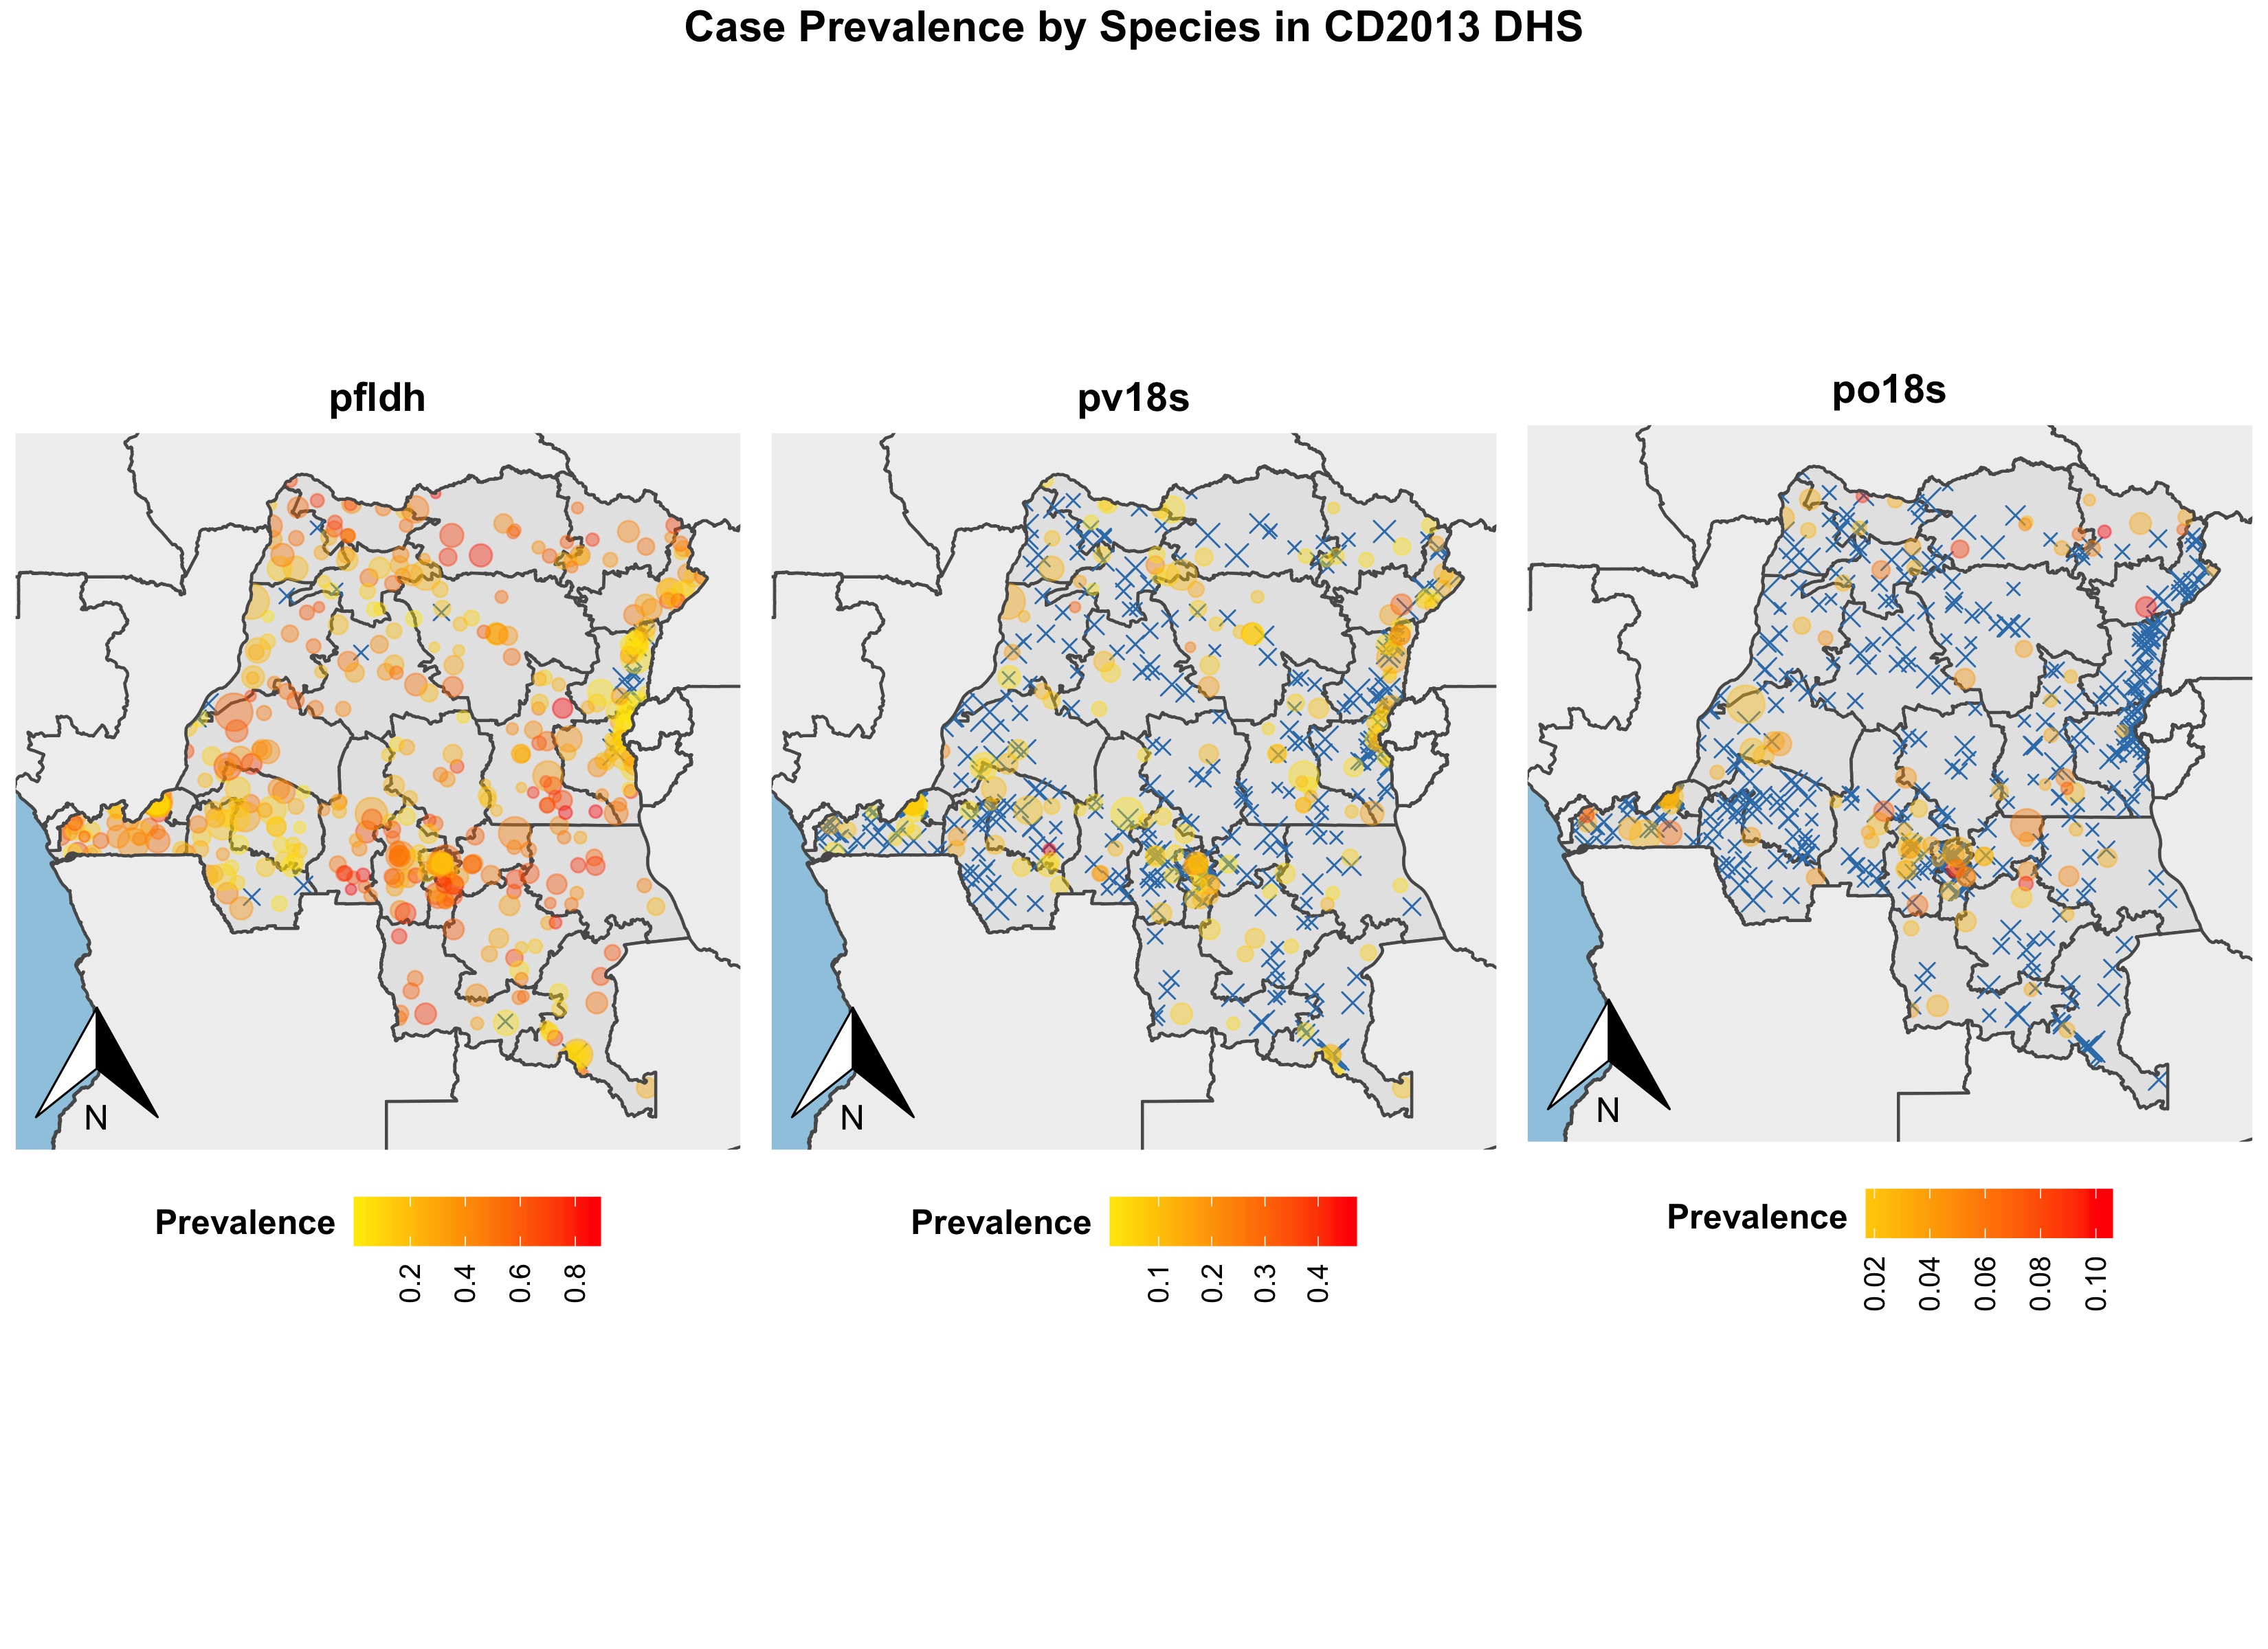 Case Prevalence by Species in CD2013 DHS
pfldh
pv18s
po18s
N
N
N
Prevalence
0.2
0.4
0.6
0.8
Prevalence
0.1
0.2
0.3
0.4
Prevalence
0.02
0.04
0.06
0.08
0.10